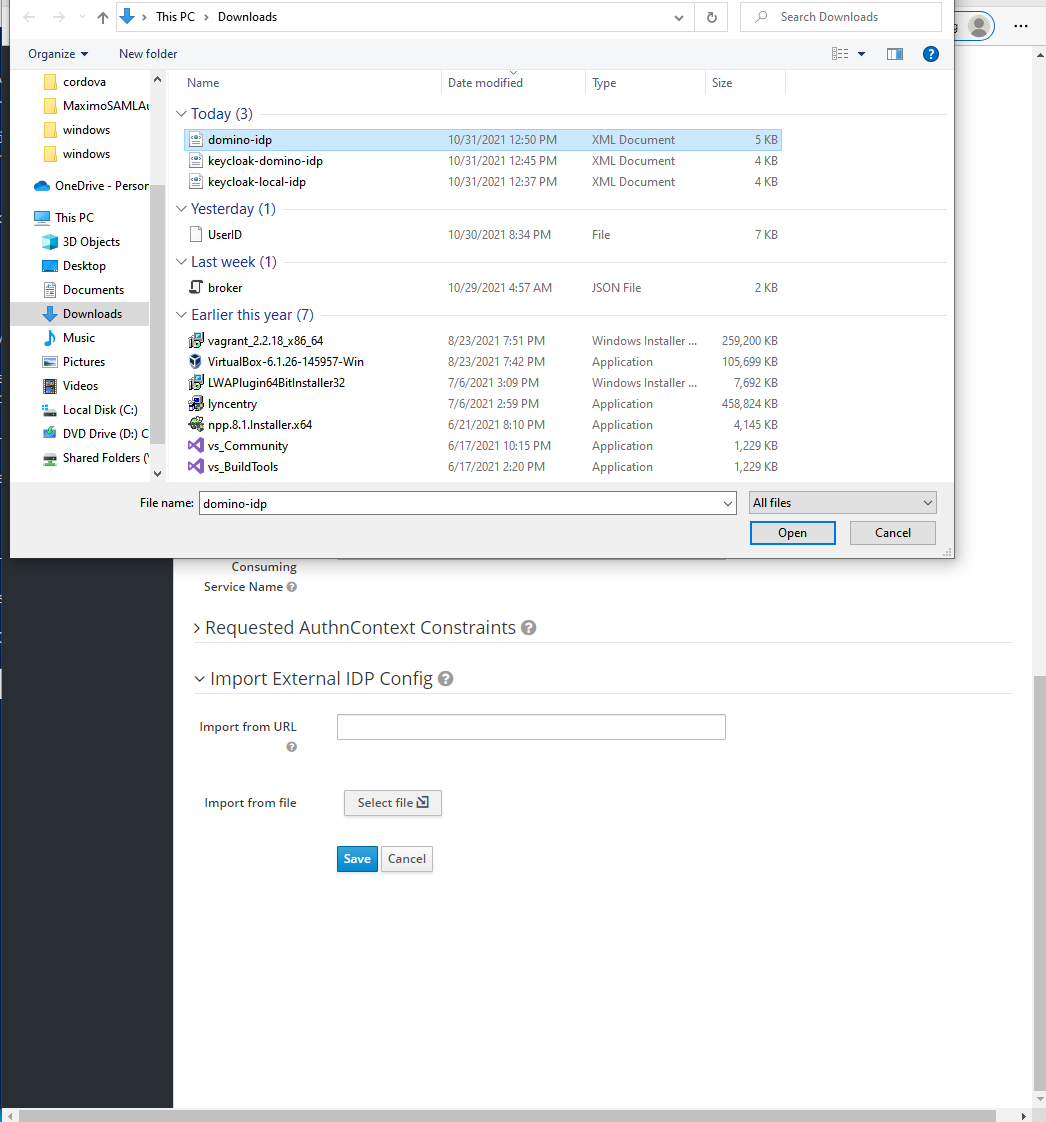 This PC > Downloads
Search Downloads
Organize
New folder
cordova
MaximoSAMLAu
windows
windows
OneDrive - Person
This PC
3D Objects
Desktop
Documents
Downloads
Music
Pictures
Videos
Local Disk (C:)
DVD Drive (D:) C
Shared Folders (\
Name Date modified Type Size
Today (3)
domino-idp 10/31/2021 12:50 PM XML Document 5 KB
keycloak-domino-idp 10/31/2021 12:45 PM XML Document 4 KB
keycloak-local-idp 10/31/2021 12:37 PM XML Document 4 KB
Yesterday (1)
UserID 10/30/2021 8:34 PM File 7 KB
Last week (1)
broker 10/29/2021 4:57 AM JSON File 2 KB
Earlier this year (7)
vagrant_2.2.18_x86_64 8/23/2021 7:51 PM Windows Installer ... 259,200 KB
VirtualBox-6.1.26-145957-Win 8/23/2021 7:42 PM Application 105,699 KB
LWAPlugin64BitInstaller32 7/6/2021 3:09 PM Windows Installer ... 7,692 KB
lyncentry 7/6/2021 2:59 PM Application 458,824 KB
npp.8.1.Installer.x64 6/21/2021 8:10 PM Application 4,145 KB
vs_Community 6/17/2021 10:15 PM Application 1,229 KB
vs_BuildTools 6/17/2021 2:20 PM Application 1,229 KB
File name: domino-idp All files
Open Cancel
Consuming
Service Name
Requested AuthnContext Constraints
Import External IDP Config
Import from URL
Import from file Select file
Save Cancel